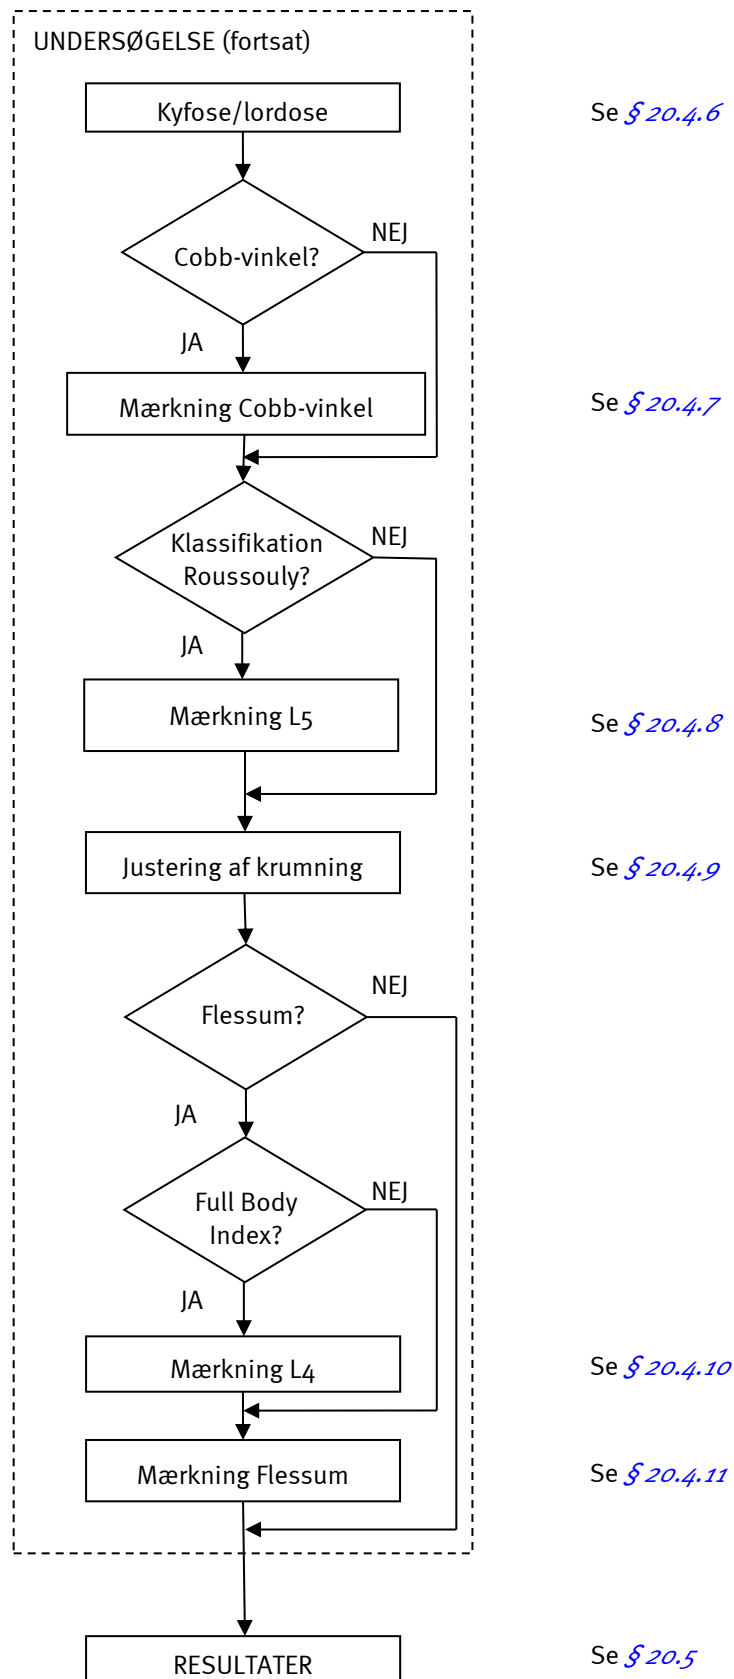 UNDERSØGELSE (fortsat)
Kyfose/lordose
Se § 20.4.6
NEJ
Cobb-vinkel?
JA
Mærkning Cobb-vinkel
Se § 20.4.7
NEJ
Klassifikation
Roussouly?
JA
Mærkning L5
Se § 20.4.8
Justering af krumning
Se § 20.4.9
NEJ
Flessum?
JA
NEJ
Full Body
Index?
JA
Mærkning L4
Se § 20.4.10
Mærkning Flessum
Se § 20.4.11
RESULTATER
Se § 20.5